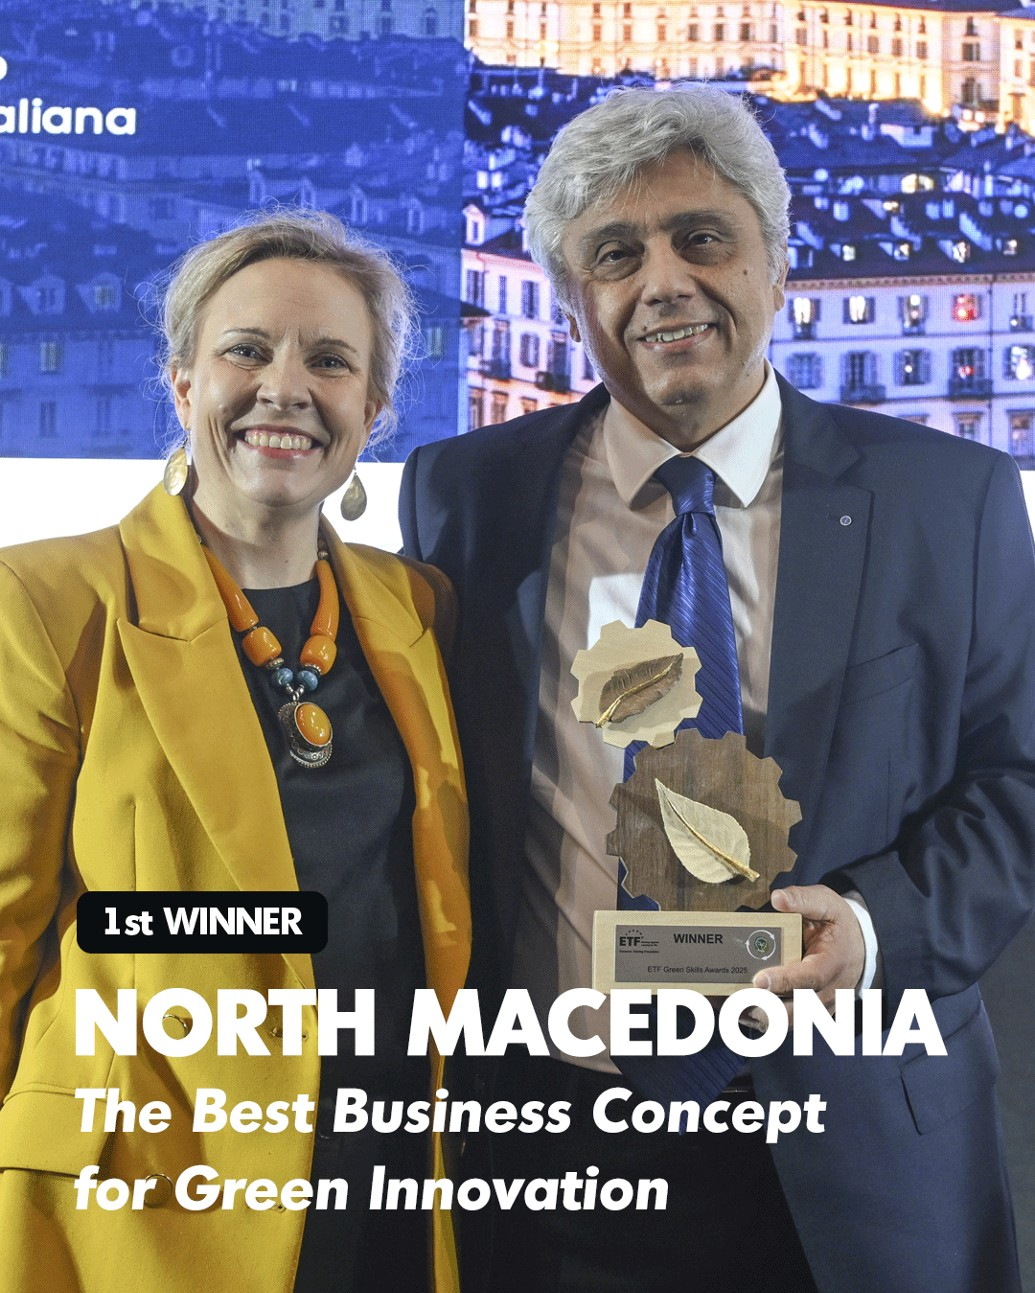 aliana
ETF
WINNER
ETF Green Skills Awards 2025
1st WINNER
NORTH MACEDONIA
The Best Business Concept
for Green Innovation